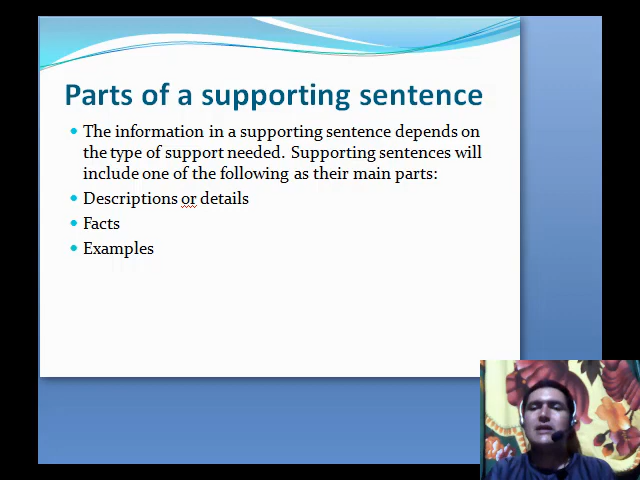 Parts of a supporting sentence
The information in a supporting sentence depends on
the type of support needed.  Supporting sentences will
include one of the following as their main parts:
Descriptions or details
Facts
Examples